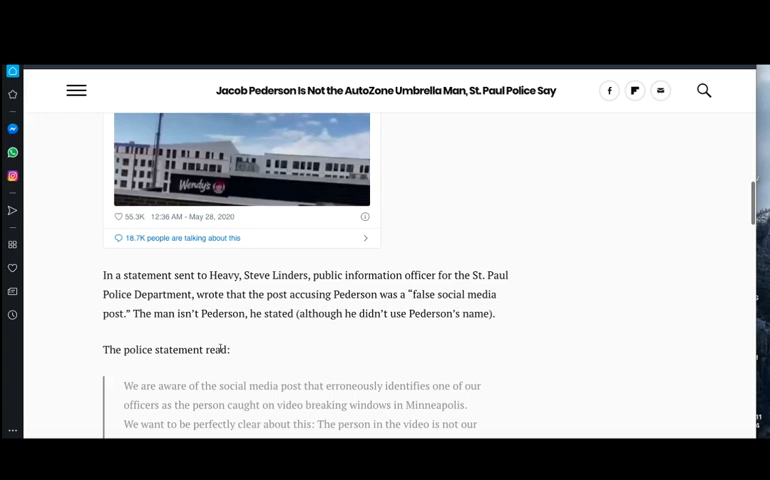 Jacob Pederson Is Not the AutoZone Umbrella Man, St. Paul Police Say
Wendy's
55.3K 12:36 AM - May 28, 2020
18.7K people are talking about this
In a statement sent to Heavy, Steve Linders, public information officer for the St. Paul
Police Department, wrote that the post accusing Pederson was a “false social media
post.” The man isn’t Pederson, he stated (although he didn’t use Pederson’s name).
The police statement read:
We are aware of the social media post that erroneously identifies one of our
officers as the person caught on video breaking windows in Minneapolis.
We want to be perfectly clear about this: The person in the video is not our